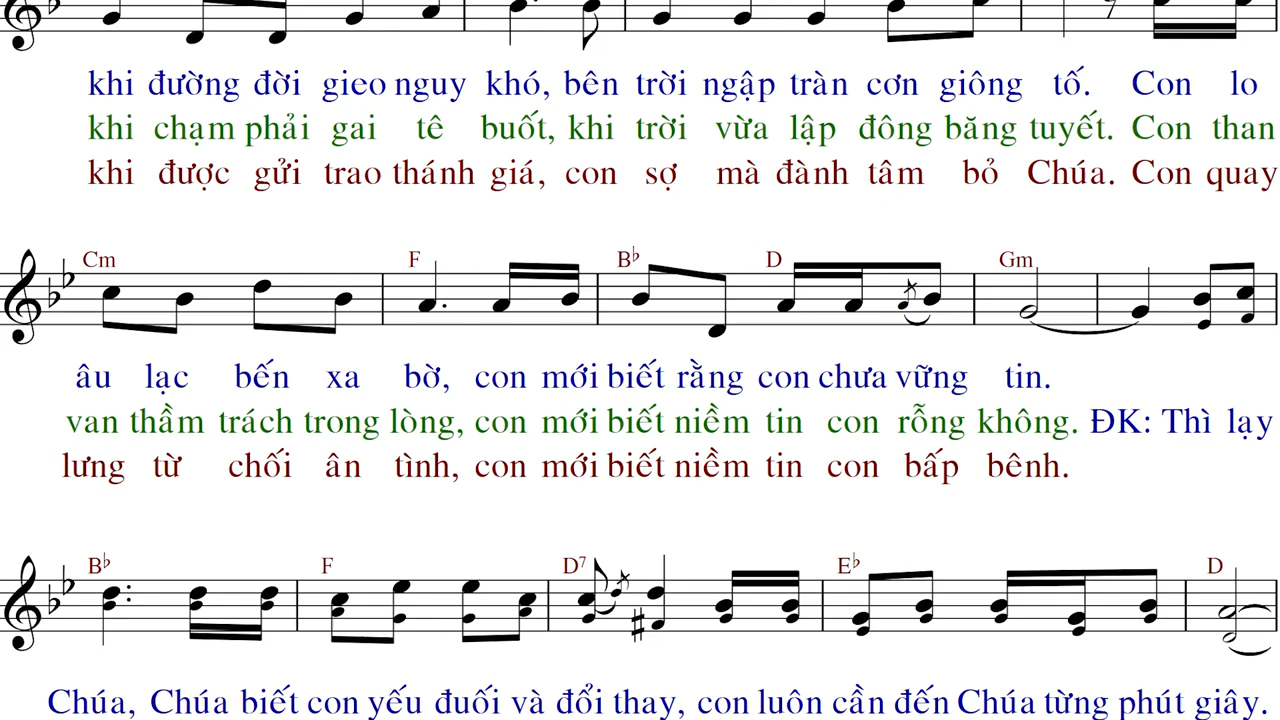 khi đường đời gieo nguy khó, bên trời ngập tràn cơn giông tố. Con lo
khi chạm phải gai tê buốt, khi trời vừa lập đông băng tuyết. Con than
khi được gửi trao thánh giá, con sợ mà đành tâm bỏ Chúa. Con quay
Cm F B♭ D Gm
âu lạc bến xa bờ, con mới biết rằng con chưa vững tin.
van thầm trách trong lòng, con mới biết niềm tin con rỗng không. ĐK: Thì lạy
lưng từ chối ân tình, con mới biết niềm tin con bấp bênh.
B♭ F D7 E♭ D
Chúa, Chúa biết con yếu đuối và đổi thay, con luôn cần đến Chúa từng phút giây.